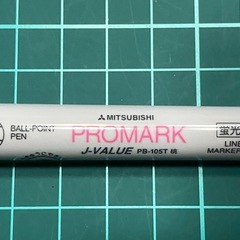 MITSUBISHI
BALL-POINT
PEN
PROMARK
J-VALUE PB-105T
蛍光
LINE
MARKER